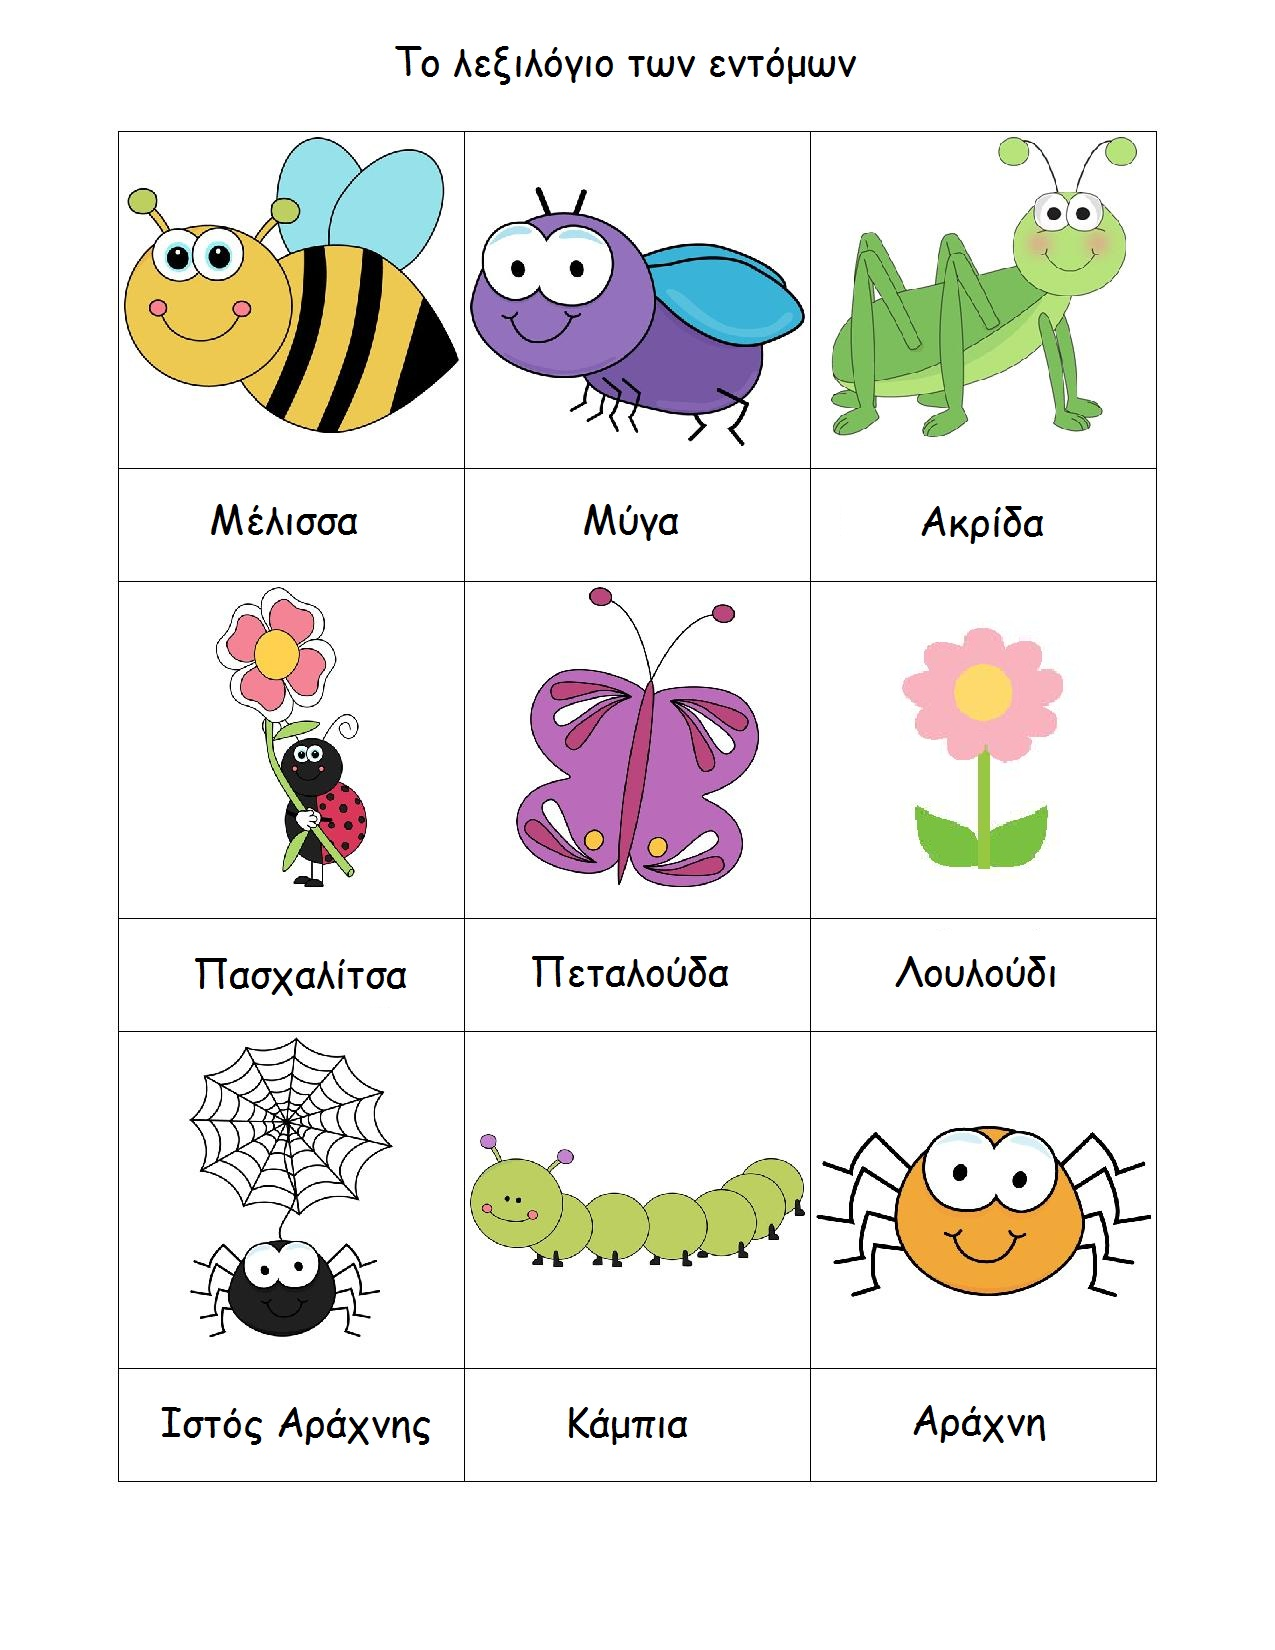 Το λεξιλόγιο των εντόμων
Μέλισσα
Μύγα
Ακρίδα
Πασχαλίτσα
Πεταλούδα
Λουλούδι
Ιστός Αράχνης
Κάμπια
Αράχνη